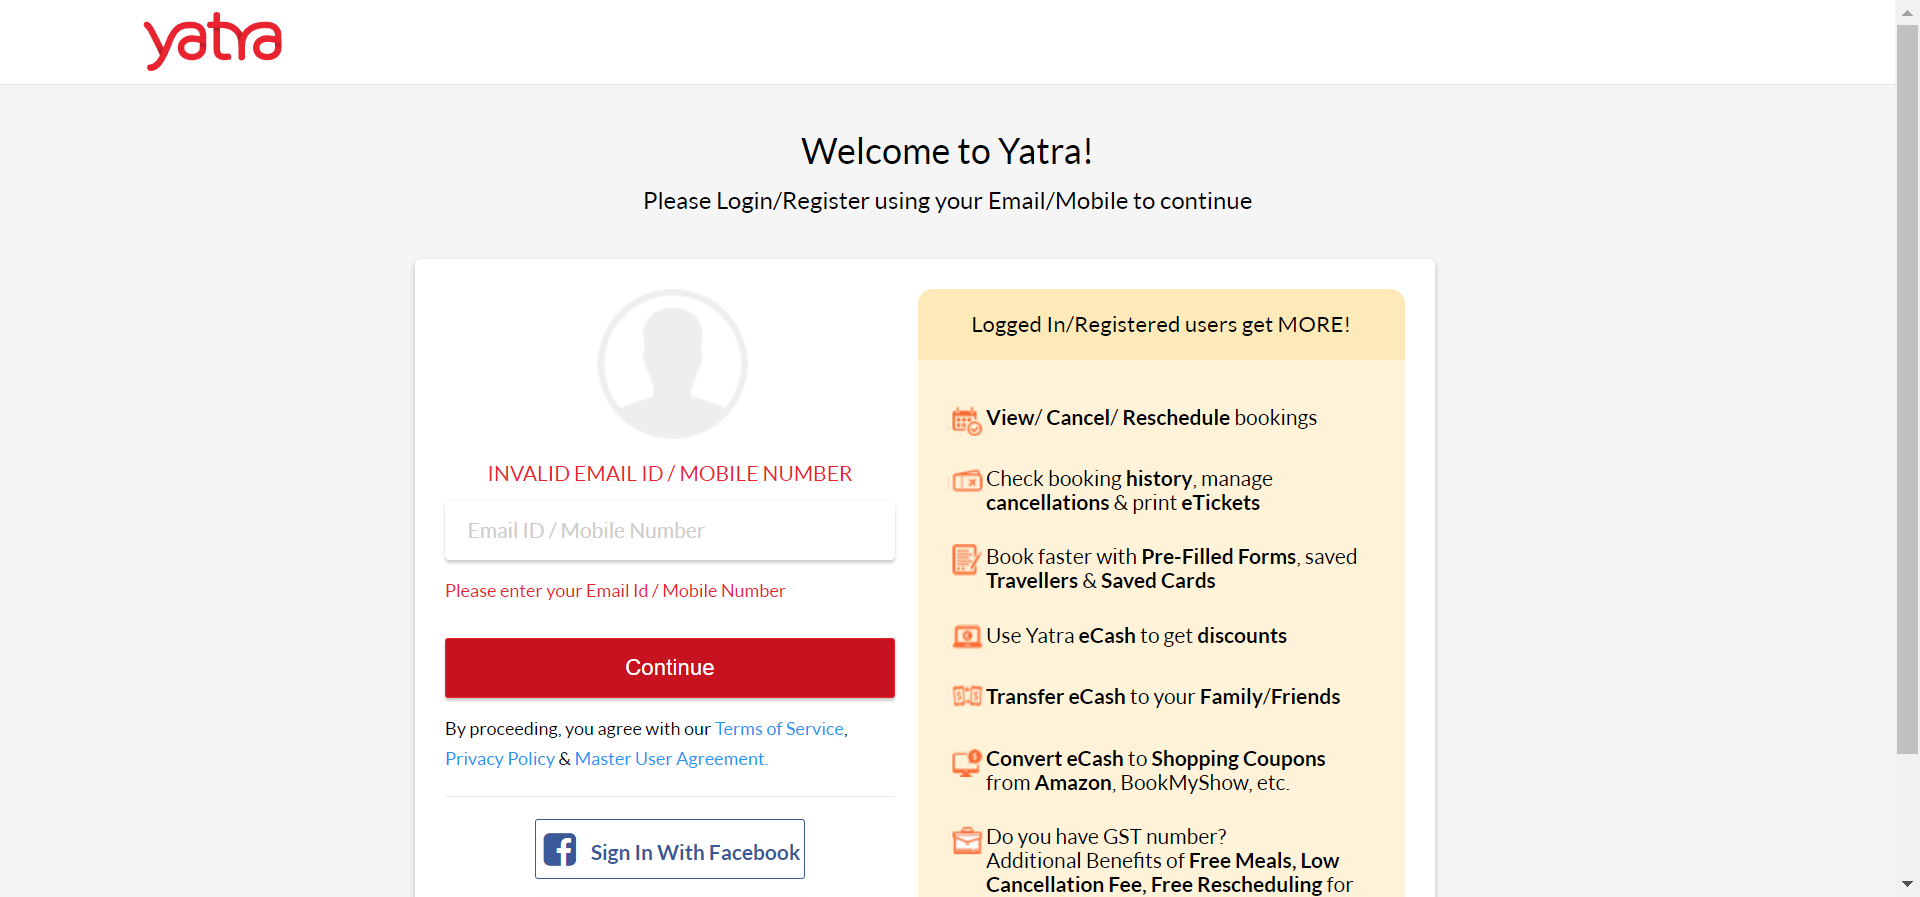 yatra
Welcome to Yatra!
Please Login/Register using your Email/Mobile to continue
INVALID EMAIL ID / MOBILE NUMBER
Email ID / Mobile Number
Please enter your Email Id / Mobile Number
Continue
By proceeding, you agree with our Terms of Service,
Privacy Policy & Master User Agreement.
Sign In With Facebook
Logged In/Registered users get MORE!
View/ Cancel/ Reschedule bookings
Check booking history, manage
cancellations & print eTickets
Book faster with Pre-Filled Forms, saved
Travellers & Saved Cards
Use Yatra eCash to get discounts
Transfer eCash to your Family/Friends
Convert eCash to Shopping Coupons
from Amazon, BookMyShow, etc.
Do you have GST number?
Additional Benefits of Free Meals, Low
Cancellation Fee, Free Rescheduling for